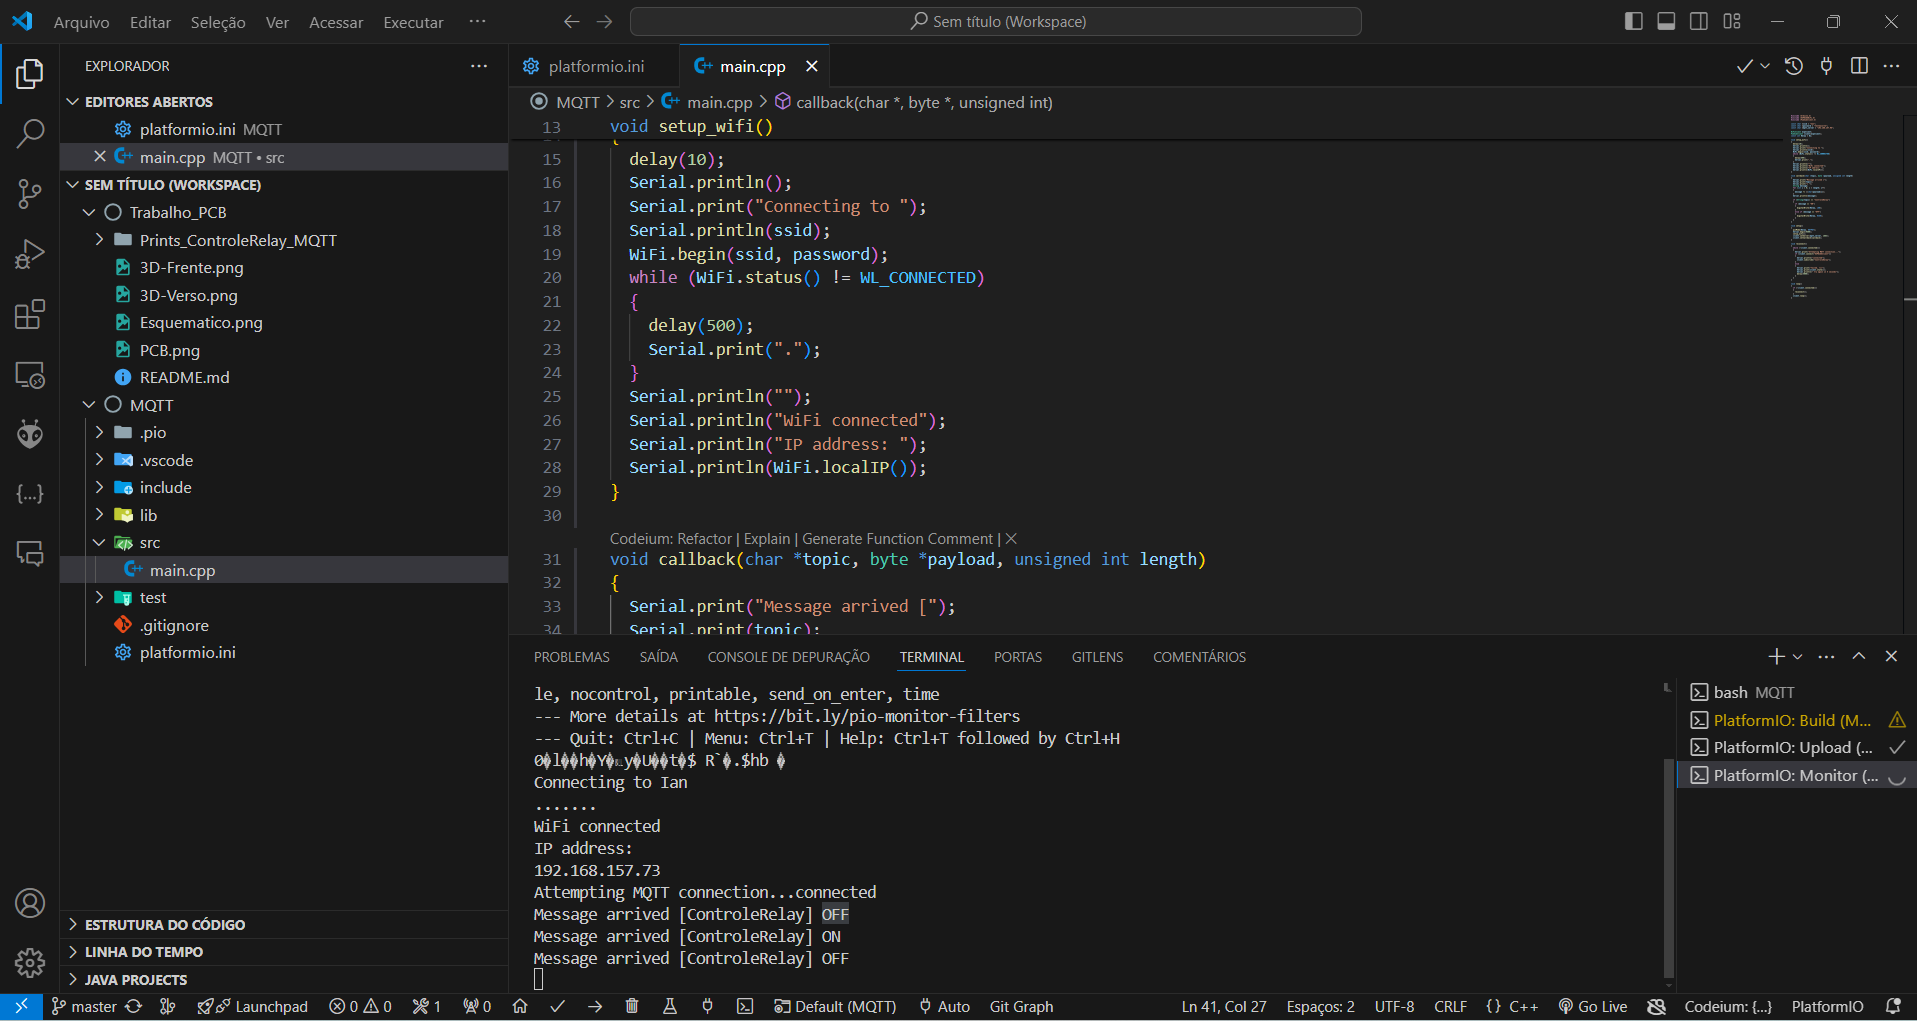 Arquivo Editar Seleção Ver Acessar Executar ··· Sem título (Workspace)
EXPLORADOR ···
EDITORES ABERTOS
platformio.ini MQTT
main.cpp MQTT • src
SEM TÍTULO (WORKSPACE)
Trabalho_PCB
Prints_ControleRelay_MQTT
3D-Frente.png
3D-Verso.png
Esquematico.png
PCB.png
README.md
MQTT
.pio
.vscode
include
lib
src
main.cpp
test
.gitignore
platformio.ini
ESTRUTURA DO CÓDIGO
LINHA DO TEMPO
JAVA PROJECTS
platformio.ini main.cpp
MQTT > src > main.cpp > callback(char *, byte *, unsigned int)
13 void setup_wifi()
{
15 delay(10);
16 Serial.println();
17 Serial.print("Connecting to ");
18 Serial.println(ssid);
19 WiFi.begin(ssid, password);
20 while (WiFi.status() != WL_CONNECTED)
21 {
22 delay(500);
23 Serial.print(".");
24 }
25 Serial.println("");
26 Serial.println("WiFi connected");
27 Serial.println("IP address: ");
28 Serial.println(WiFi.localIP());
29 }
30
Codeium: Refactor | Explain | Generate Function Comment | ×
31 void callback(char *topic, byte *payload, unsigned int length)
32 {
33 Serial.print("Message arrived [");
34 Serial.print(topic);
PROBLEMAS SAÍDA CONSOLE DE DEPURAÇÃO TERMINAL PORTAS GITLENS COMENTÁRIOS
le, nocontrol, printable, send_on_enter, time
--- More details at https://bit.ly/pio-monitor-filters
--- Quit: Ctrl+C | Menu: Ctrl+T | Help: Ctrl+T followed by Ctrl+H
Connecting to Ian
.......
WiFi connected
IP address:
192.168.157.73
Attempting MQTT connection...connected
Message arrived [ControleRelay] OFF
Message arrived [ControleRelay] ON
Message arrived [ControleRelay] OFF
bash MQTT
PlatformIO: Build (M...
PlatformIO: Upload (...
PlatformIO: Monitor (...
master Launchpad 0 0 1 0 Default (MQTT) Auto Git Graph Ln 41, Col 27 Espaços: 2 UTF-8 CRLF {} C++ Go Live Codeium: {...} PlatformIO